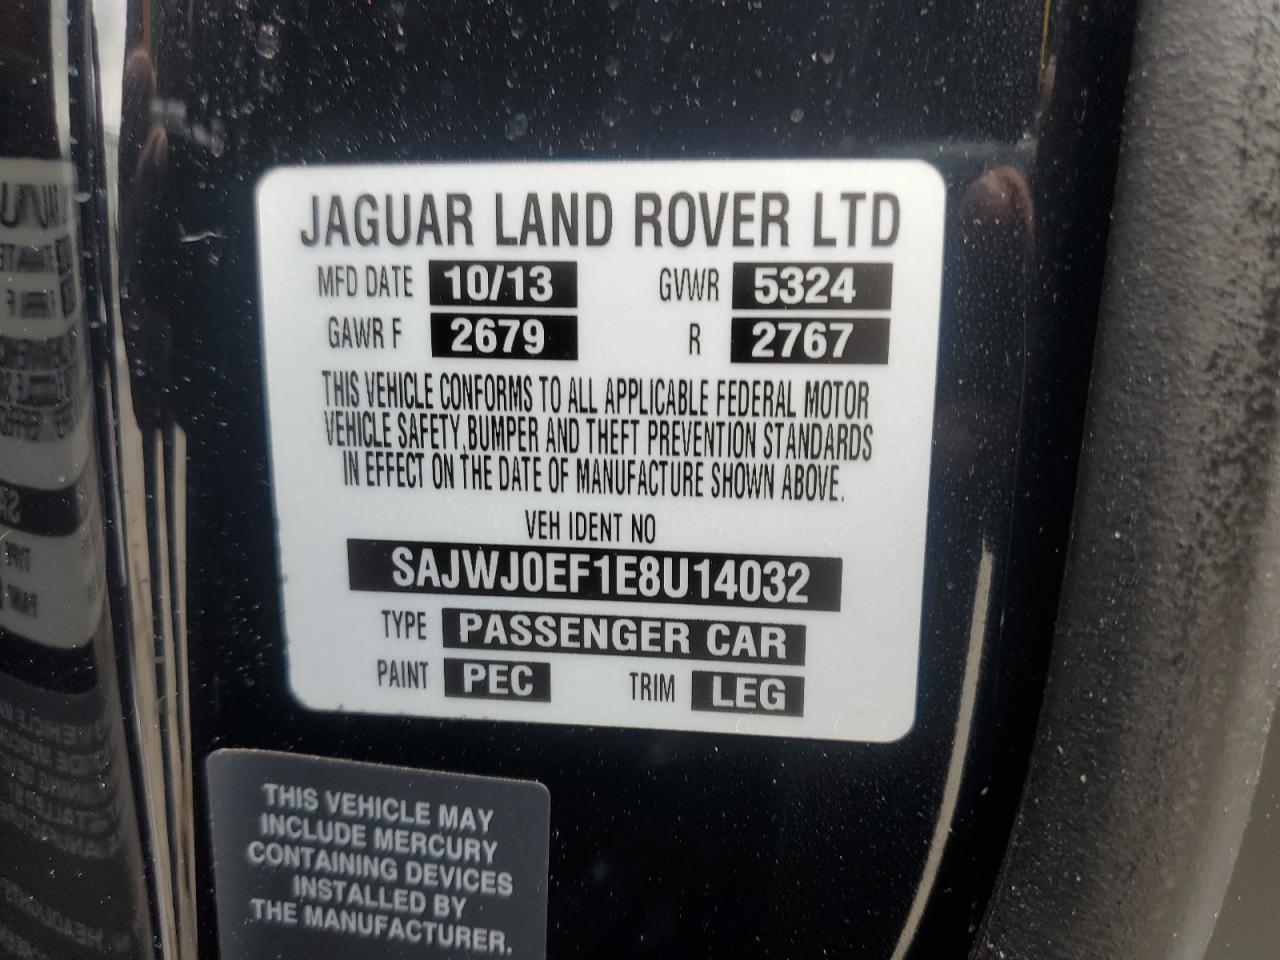 JAGUAR LAND ROVER LTD
MFD DATE 10/13 GVWR 5324
GAWR F 2679 R 2767
THIS VEHICLE CONFORMS TO ALL APPLICABLE FEDERAL MOTOR
VEHICLE SAFETY, BUMPER AND THEFT PREVENTION STANDARDS
IN EFFECT ON THE DATE OF MANUFACTURE SHOWN ABOVE.
VEH IDENT NO
SAJWJ0EF1E8U14032
TYPE PASSENGER CAR
PAINT PEC TRIM LEG
THIS VEHICLE MAY
INCLUDE MERCURY
CONTAINING DEVICES
INSTALLED BY
THE MANUFACTURER.